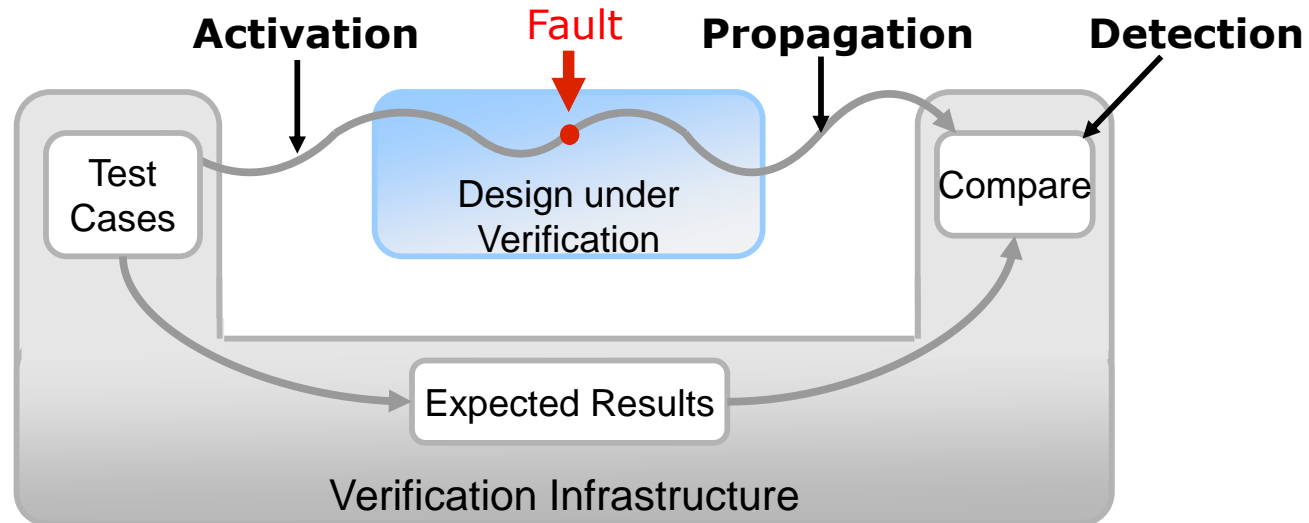 Activation
Fault
Propagation
Detection
Test
Cases
Design under
Verification
Compare
Expected Results
Verification Infrastructure